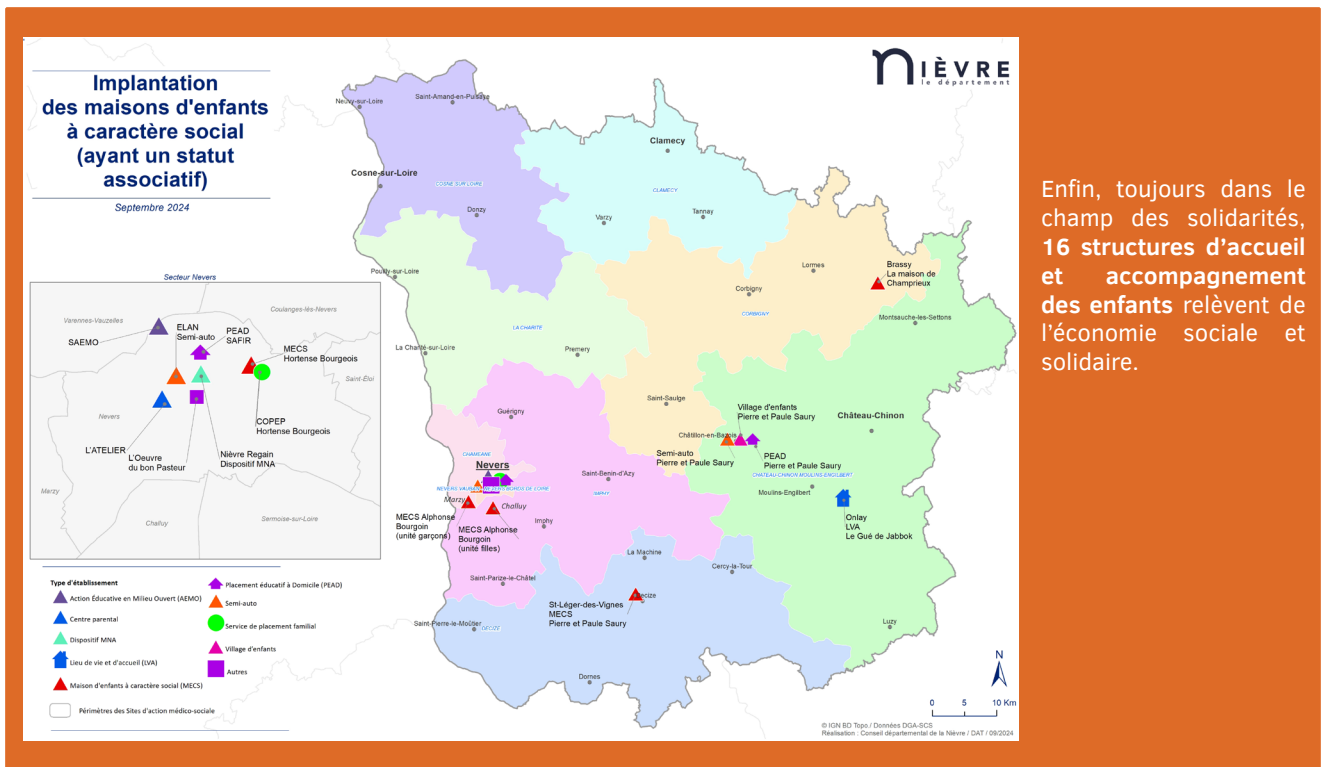 Implantation
des maisons d'enfants
à caractère social
(ayant un statut
associatif)
Septembre 2024
nIÈVRE
le département
Neuvy-sur-Loire
Saint-Amand-en-Puisaye
Clamecy
Cosne-sur-Loire
COSNE SUR LOIRE
CLAMECY
Donzy
Varzy
Tannay
Pouilly-sur-Loire
Lormes
Brassy
La maison de
Champrieux
Corbigny
CORBIGNY
Montsauche-les-Settons
LA CHARITE
La Charité-sur-Loire
Premery
Saint-Saulge
Guérigny
Village d'enfants
Pierre et Paule Saury
Château-Chinon
Châtillon-en-Bazois
Semi-auto
Pierre et Paule Saury
PEAD
Pierre et Paule Saury
CHATEAU-CHINON MOULINS-ENGILBERT
Nevers
Saint-Benin-d'Azy
IMPHY
Moulins-Engilbert
Marzy
Challuy
MECS Alphonse
Bourgoin
(unité garçons)
MECS Alphonse
Bourgoin
(unité filles)
Imphy
Onlay
LVA
Le Gué de Jabbok
La Machine
Cercy-la-Tour
Saint-Parize-le-Châtel
St-Léger-des-Vignes
MECS
Pierre et Paule Saury
Saint-Pierre-le-Moûtier
DECIZE
Luzy
Dornes
Secteur Nevers
Varennes-Vauzelles
Coulanges-lès-Nevers
SAEMO
ELAN
Semi-auto
PEAD
SAFIR
MECS
Hortense Bourgeois
Saint-Éloi
Nevers
COPEP
Hortense Bourgeois
L'ATELIER
L'Oeuvre
du bon Pasteur
Nièvre Regain
Dispositif MNA
Marzy
Challuy
Sermoise-sur-Loire
Type d'établissement
Action Éducative en Milieu Ouvert (AEMO)
Centre parental
Dispositif MNA
Lieu de vie et d'accueil (LVA)
Maison d'enfants à caractère social (MECS)
Placement éducatif à Domicile (PEAD)
Semi-auto
Service de placement familial
Village d'enfants
Autres
Périmètres des Sites d'action médico-sociale
N
0 5 10 Km
© IGN BD Topo / Données DGA-SCS
Réalisation : Conseil départemental de la Nièvre / DAT / 09/2024
Enfin, toujours dans le
champ des solidarités,
16 structures d'accueil
et accompagnement
des enfants relèvent de
l'économie sociale et
solidaire.